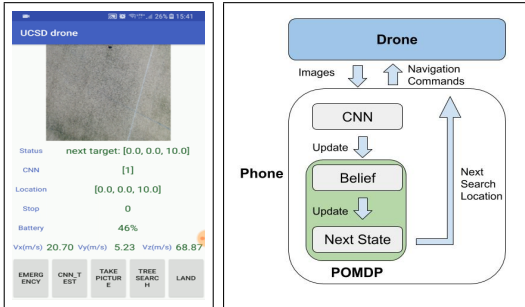 26% 15:41
UCSD drone
Status next target: [0.0, 0.0, 10.0]
CNN [1]
Location [0.0, 0.0, 10.0]
Stop 0
Battery 46%
Vx(m/s) 20.70 Vy(m/s) 5.23 Vz(m/s) 68.87
EMERG
ENCY
CNN_T
EST
TAKE
PICTUR
E
TREE
SEARC
H
LAND
Drone
Images
Navigation
Commands
CNN
Update
Phone
Belief
Update
Next State
POMDP
Next
Search
Location